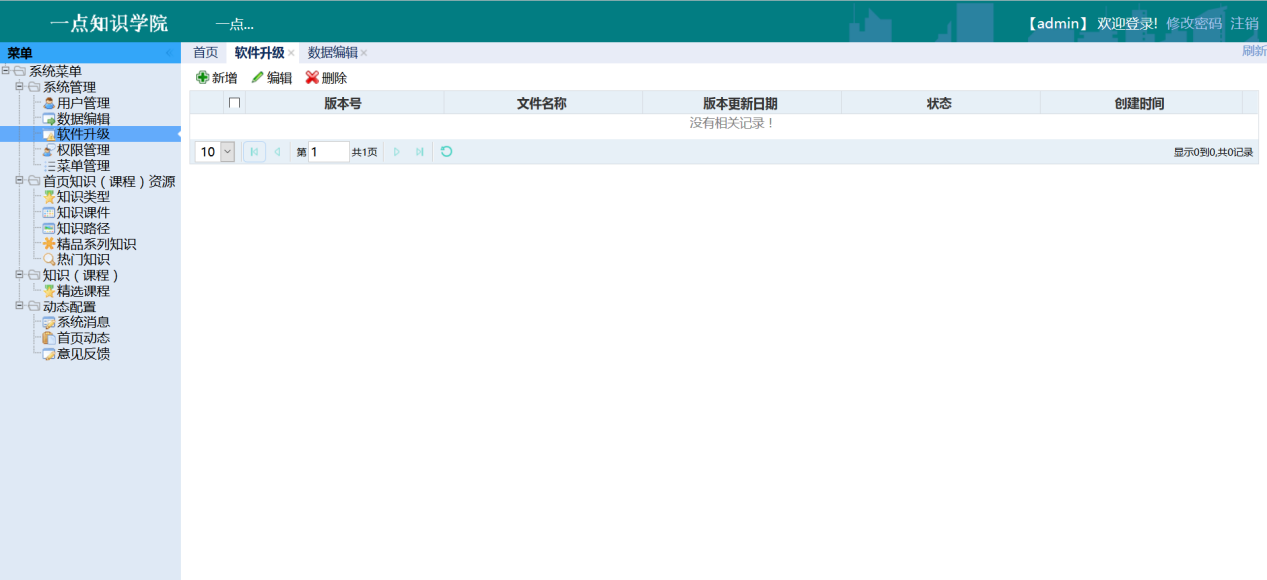 一点知识学院
一点...
【admin】 欢迎登录! 修改密码 注销
菜单
首页 软件升级 数据编辑
刷新
系统菜单
系统管理
用户管理
数据编辑
软件升级
权限管理
菜单管理
首页知识（课程）资源
知识类型
知识课件
知识路径
精品系列知识
热门知识
知识（课程）
精选课程
动态配置
系统消息
首页动态
意见反馈
新增 编辑 删除
版本号 文件名称 版本更新日期 状态 创建时间
没有相关记录！
10 第 1 共1页
显示0到0,共0记录